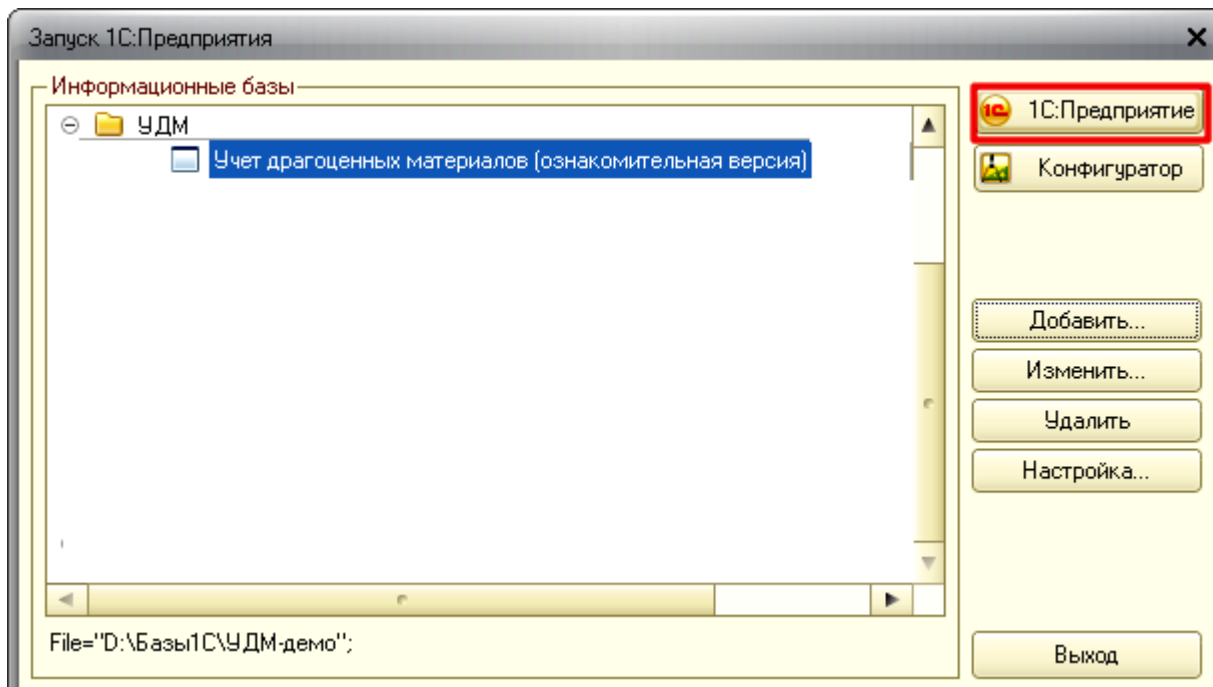 Запуск 1С:Предприятия
Информационные базы
УДМ
Учет драгоценных материалов (ознакомительная версия)
File="D:\Базы1С\УДМ-демо";
1С:Предприятие
Конфигуратор
Добавить...
Изменить...
Удалить
Настройка...
Выход